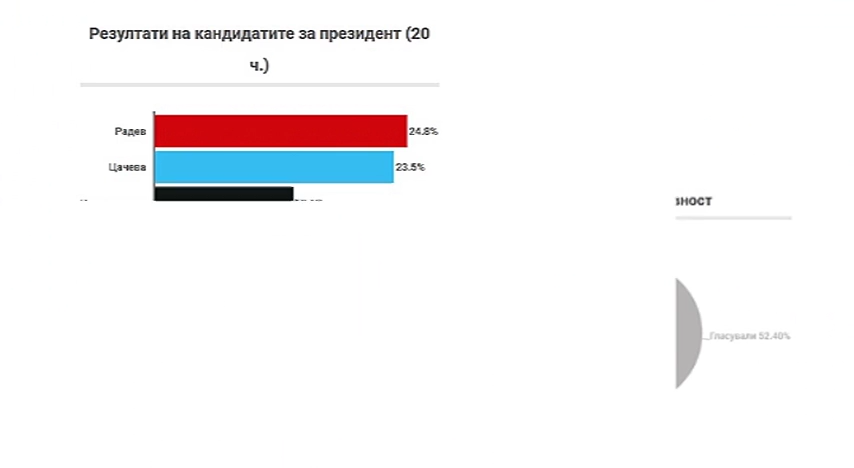 Резултати на кандидатите за президент (20
ч.)
Радев 24.8%
Цачева 23.5%
Гласували 52.40%